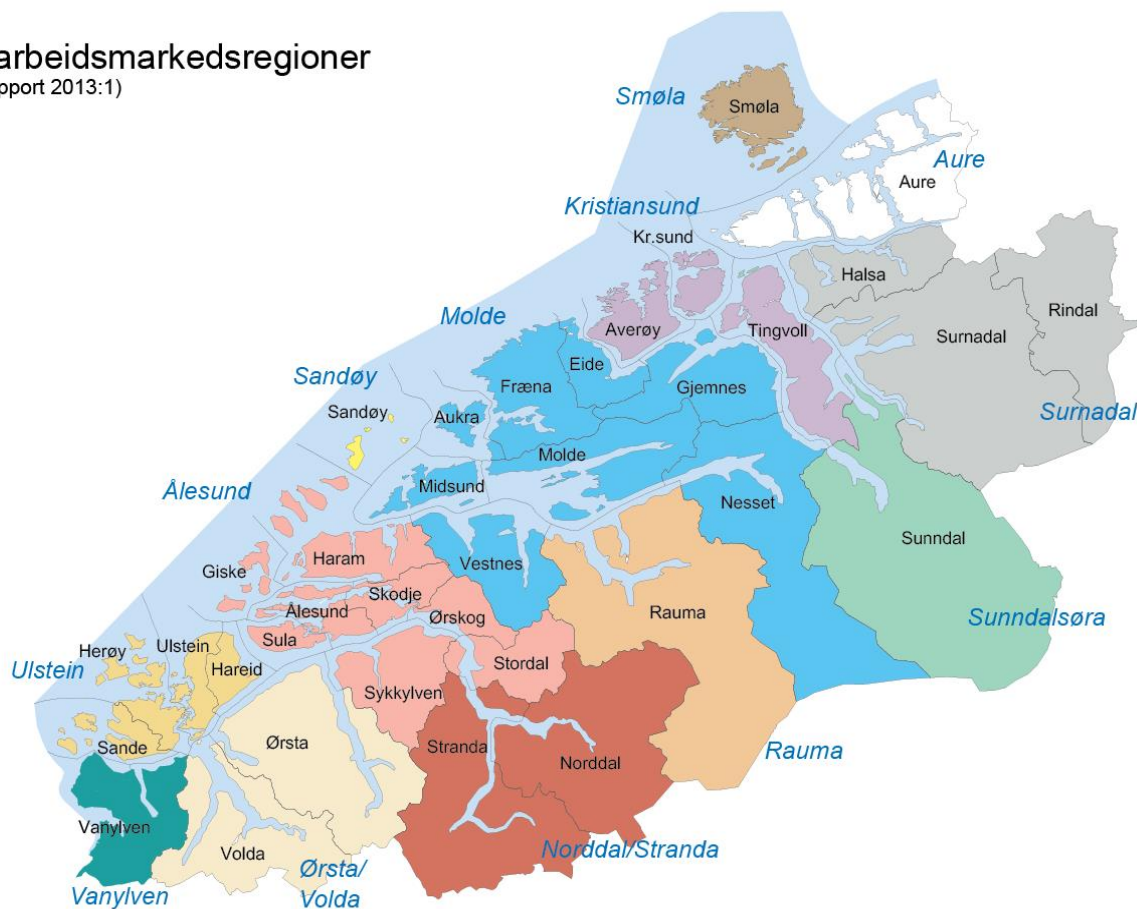 arbeidsmarkedsregioner
pport 2013:1)
Smøla
Smøla
Aure
Aure
Kristiansund
Kr.sund
Halsa
Rindal
Molde
Averøy
Tingvoll
Surnadal
Eide
Sandøy
Fræna
Gjemnes
Sandøy
Aukra
Surnadal
Molde
Ålesund
Midsund
Nesset
Sunndal
Haram
Vestnes
Giske
Skodje
Ålesund
Rauma
Ørskog
Sunndalsøra
Sula
Herøy
Ulstein
Ulstein
Hareid
Stordal
Sykkylven
Ørsta
Stranda
Sande
Norddal
Rauma
Vanylven
Volda
Norddal/Stranda
Ørsta/
Volda
Vanylven